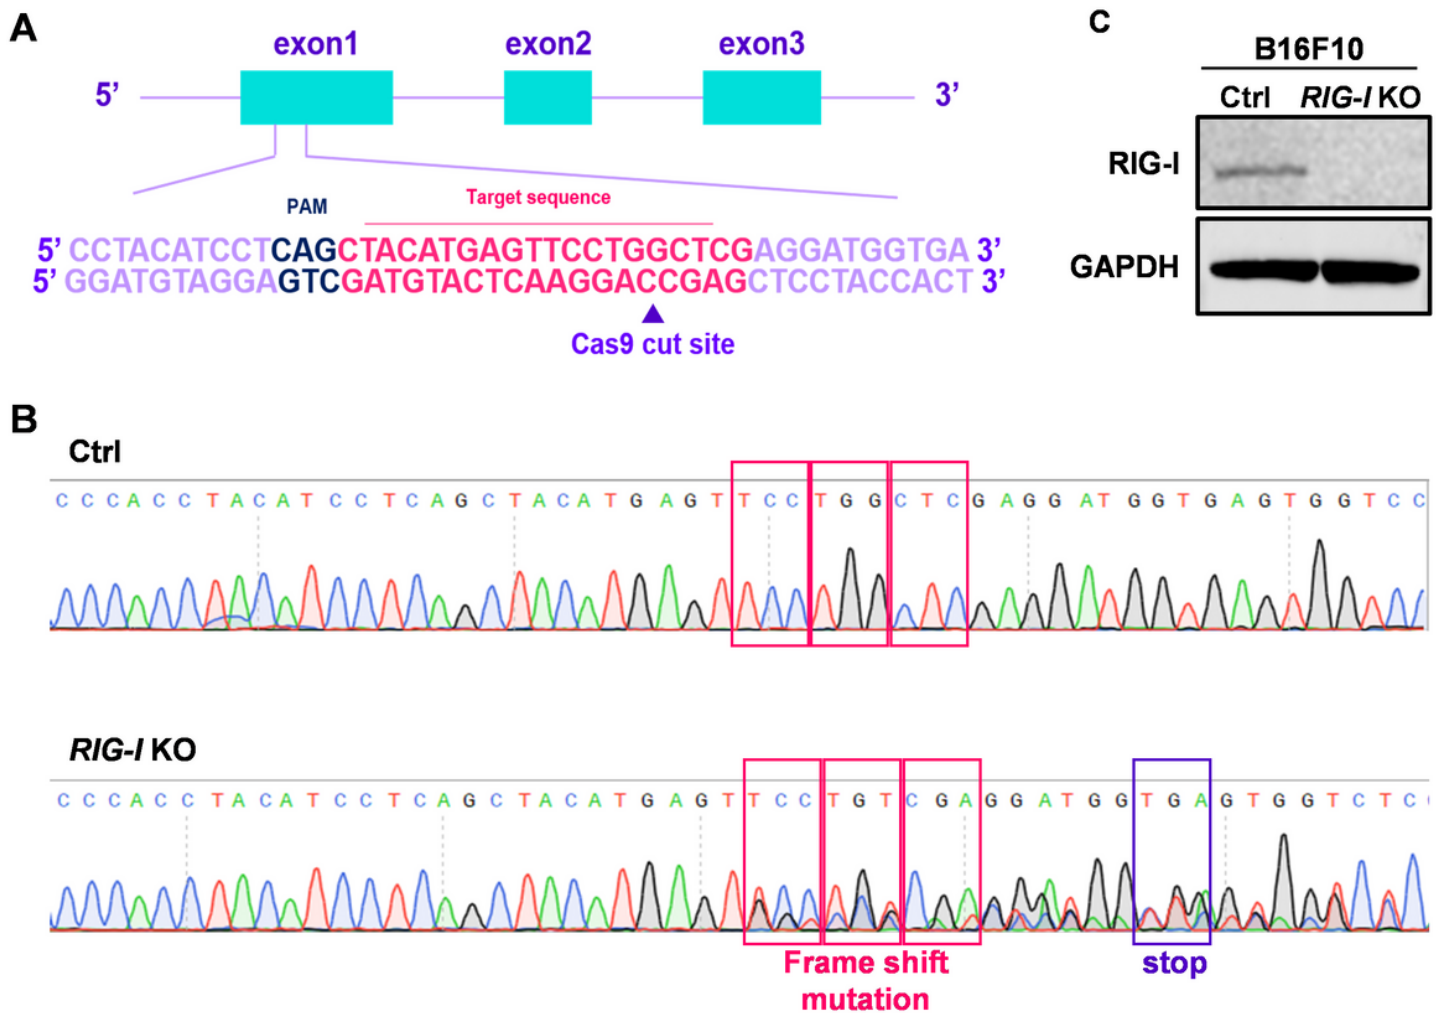 A
exon1
exon2
exon3
5’
3’
PAM
Target sequence
5’ CCTACATCCTCAGCTACATGAGTTCCTGGCTCGAGGATGGTGA 3’
5’ GGATGTAGGAGTCGATGTACTCAAGGACCGAGCTCCTACCACT 3’
Cas9 cut site
C
B16F10
Ctrl RIG-I KO
RIG-I
GAPDH
B
Ctrl
C C C A C C T A C A T C C T C A G C T A C A T G A G T T C C T G G C T C G A G G A T G G T G A G T G G T C C
RIG-I KO
C C C A C C T A C A T C C T C A G C T A C A T G A G T T C C T G T C G A G G A T G G T G A G T G G T C T C
Frame shift
mutation
stop